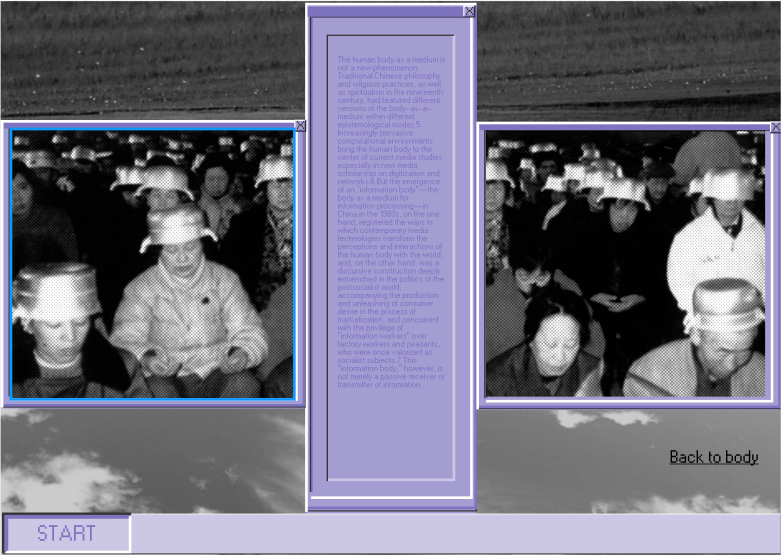 The human body as a medium is
not a new phenomenon.
Traditional Chinese philosophy
and religious practices, as well
as spiritualism in the nineteenth
century, had featured different
versions of the body-as-a-
medium within different
epistemological modes.5
Increasingly pervasive
computational environments
bring the human body to the
center of current media studies,
especially in new media
scholarship on digitization and
networks.6 But the emergence
of an "information body"—the
body as a medium for
information processing—in
China in the 1980s, on the one
hand, registered the ways in
which contemporary media
technologies transform the
perceptions and interactions of
the human body with the world,
and, on the other hand, was a
discursive construction deeply
entrenched in the politics of the
postsocialist world,
accompanying the production
and unleashing of consumer
desire in the process of
marketization, and concurrent
with the privilege of
"information workers" over
factory workers and peasants,
who were once valorized as
socialist subjects.7 This
"information body," however, is
not merely a passive receiver or
transmitter of information.
Back to body
START